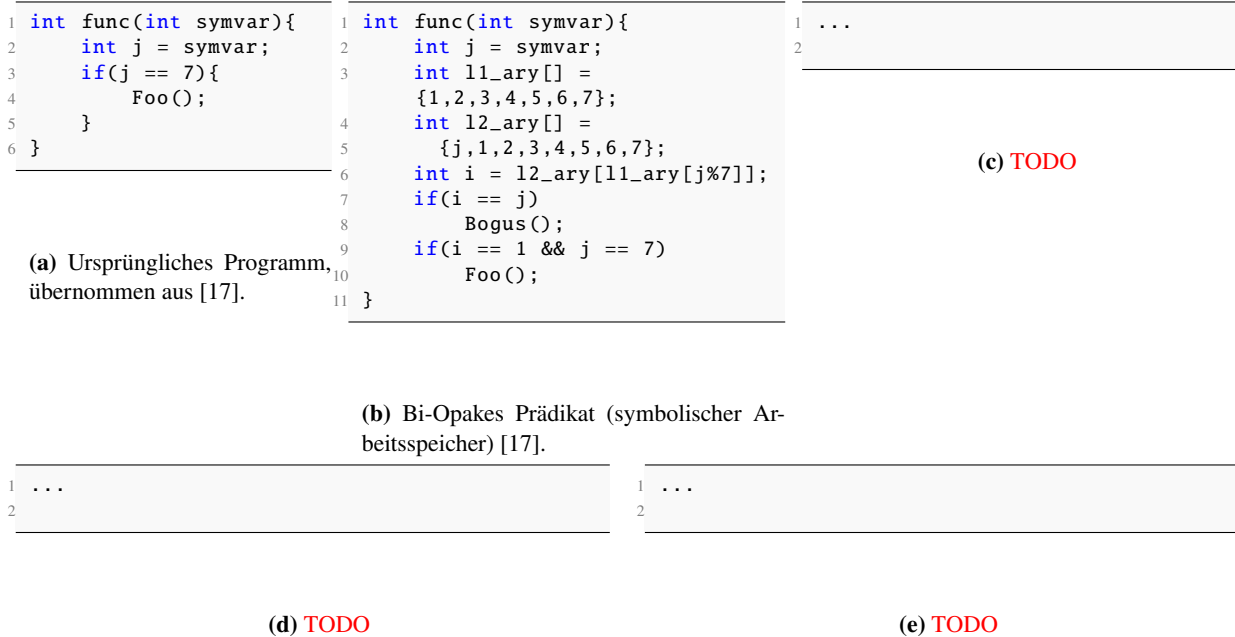 1 int func(int symvar){
2     int j = symvar;
3     if(j == 7){
4         Foo();
5     }
6 }
(a) Ursprüngliches Programm,
übernommen aus [17].
1 int func(int symvar){
2     int j = symvar;
3     int l1_ary[] =
{1,2,3,4,5,6,7};
4     int l2_ary[] =
5       {j,1,2,3,4,5,6,7};
6     int i = l2_ary[l1_ary[j%7]];
7     if(i == j)
8         Bogus();
9     if(i == 1 && j == 7)
10         Foo();
11 }
(b) Bi-Opakes Prädikat (symbolischer Ar-
beitsspeicher) [17].
1 ...
2
(c) TODO
1 ...
2
(d) TODO
1 ...
2
(e) TODO